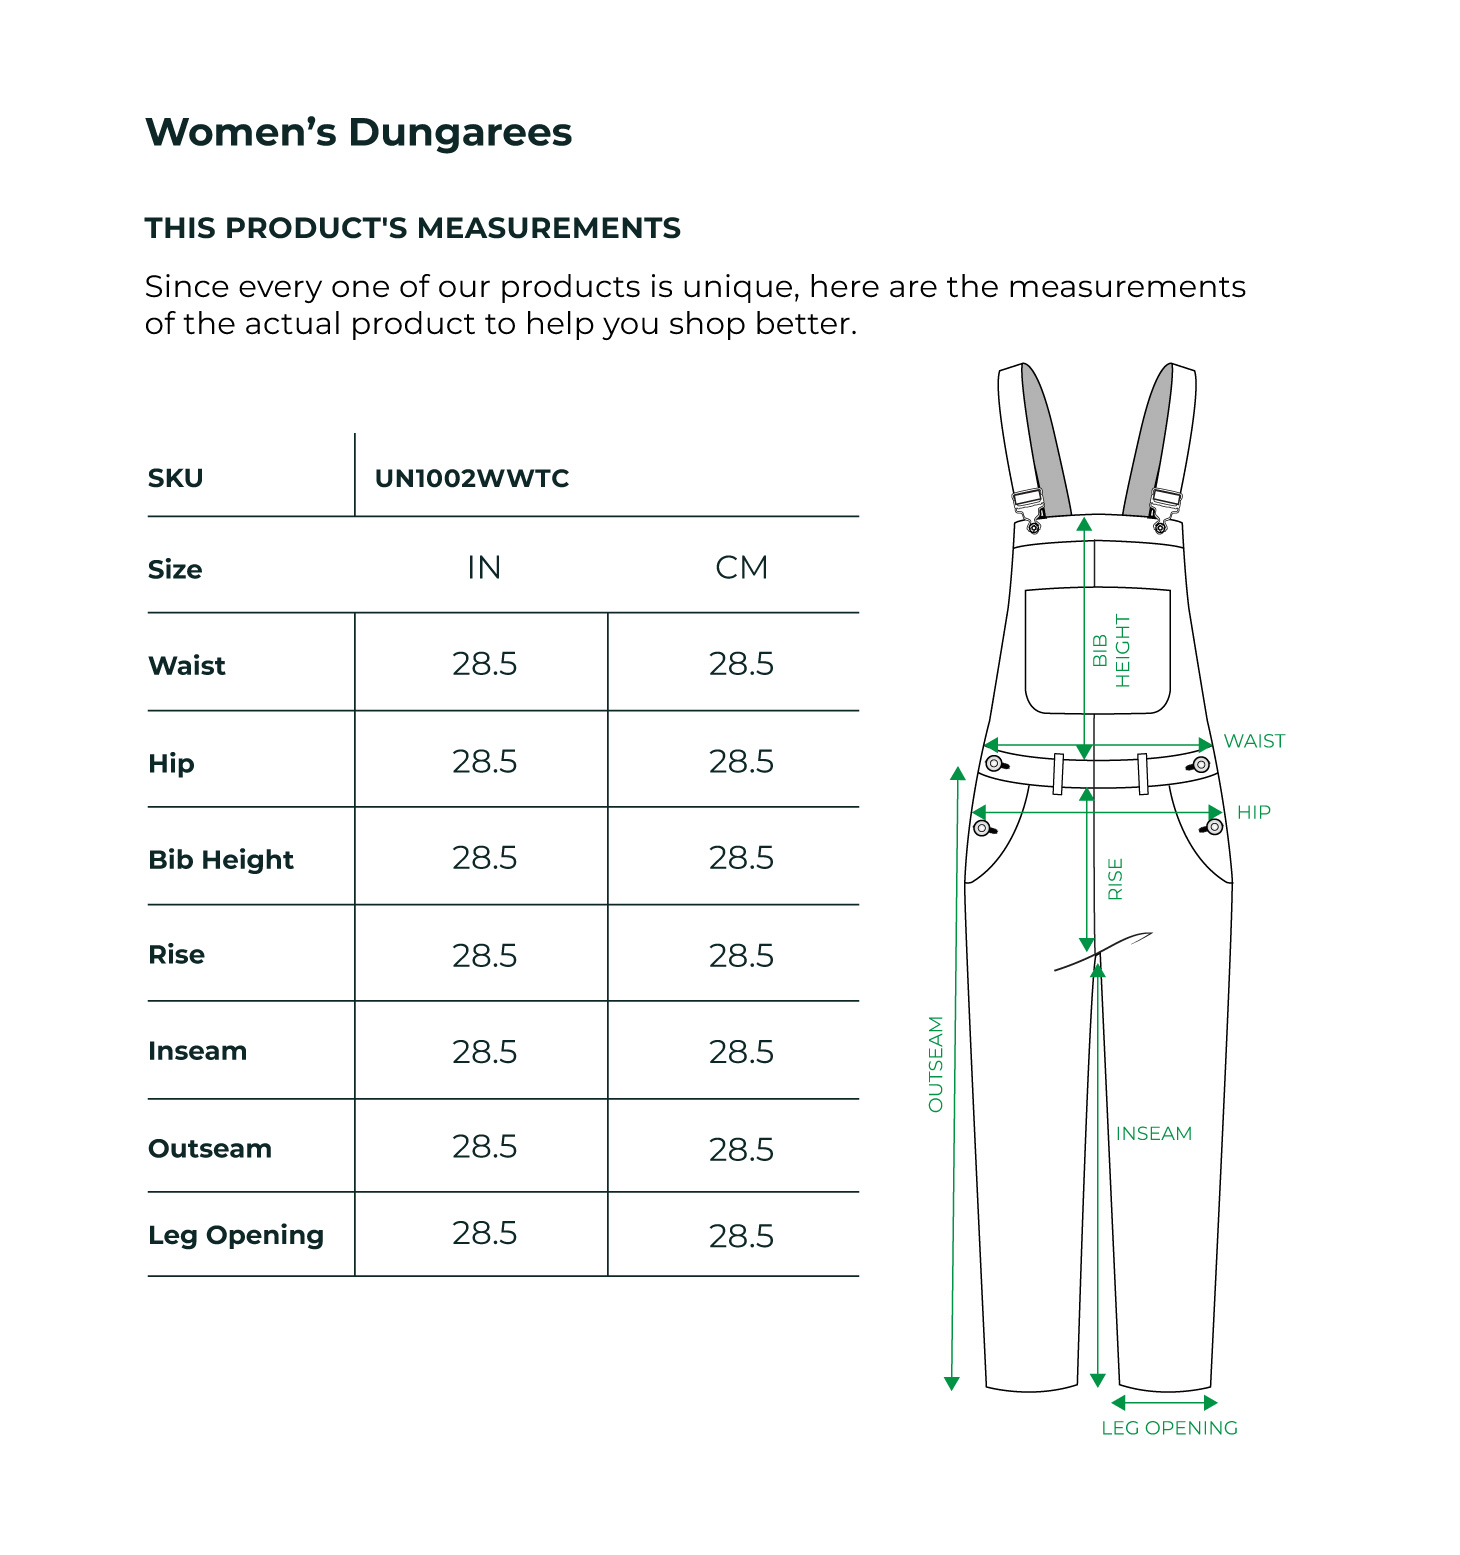 Women’s Dungarees
THIS PRODUCT'S MEASUREMENTS
Since every one of our products is unique, here are the measurements
of the actual product to help you shop better.
SKU UN1002WWTC
Size IN CM
Waist 28.5 28.5
Hip 28.5 28.5
Bib Height 28.5 28.5
Rise 28.5 28.5
Inseam 28.5 28.5
Outseam 28.5 28.5
Leg Opening 28.5 28.5
BIB
HEIGHT
WAIST
HIP
RISE
OUTSEAM
INSEAM
LEG OPENING